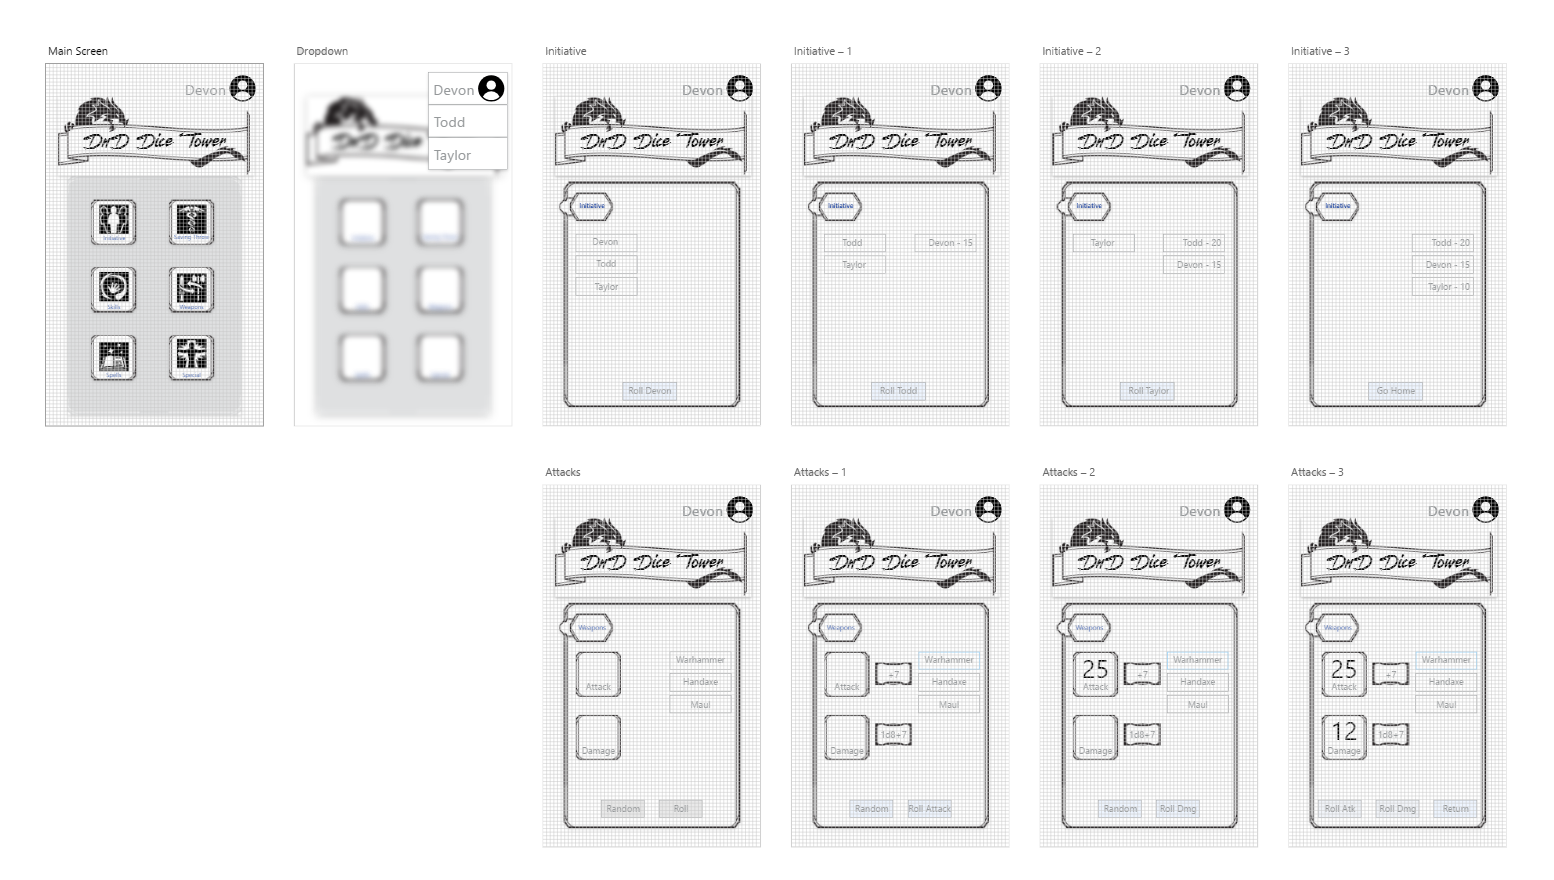 Main Screen
Devon
DnD Dice Tower
Initiative
Saving Throw
Skills
Weapons
Spells
Special
Dropdown
Devon
Todd
Taylor
DnD Dice
Initiative
Devon
DnD Dice Tower
Initiative
Devon
Todd
Taylor
Roll Devon
Initiative – 1
Devon
DnD Dice Tower
Initiative
Todd
Devon - 15
Taylor
Roll Todd
Initiative – 2
Devon
DnD Dice Tower
Initiative
Taylor
Todd - 20
Devon - 15
Roll Taylor
Initiative – 3
Devon
DnD Dice Tower
Initiative
Todd - 20
Devon - 15
Taylor - 10
Go Home
Attacks
Devon
DnD Dice Tower
Weapons
Attack
Warhammer
Handaxe
Maul
Damage
Random
Roll
Attacks – 1
Devon
DnD Dice Tower
Weapons
Attack
+7
Warhammer
Handaxe
Maul
Damage
1d8+7
Random
Roll Attack
Attacks – 2
Devon
DnD Dice Tower
Weapons
25
Attack
+7
Warhammer
Handaxe
Maul
Damage
1d8+7
Random
Roll Dmg
Attacks – 3
Devon
DnD Dice Tower
Weapons
25
Attack
+7
Warhammer
Handaxe
Maul
12
Damage
1d8+7
Roll Atk
Roll Dmg
Return